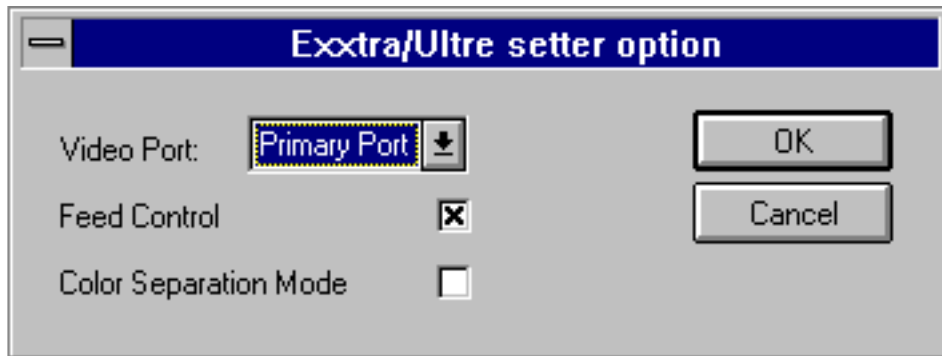 Exxtra/Ultre setter option
Video Port: Primary Port
OK
Feed Control
Cancel
Color Separation Mode